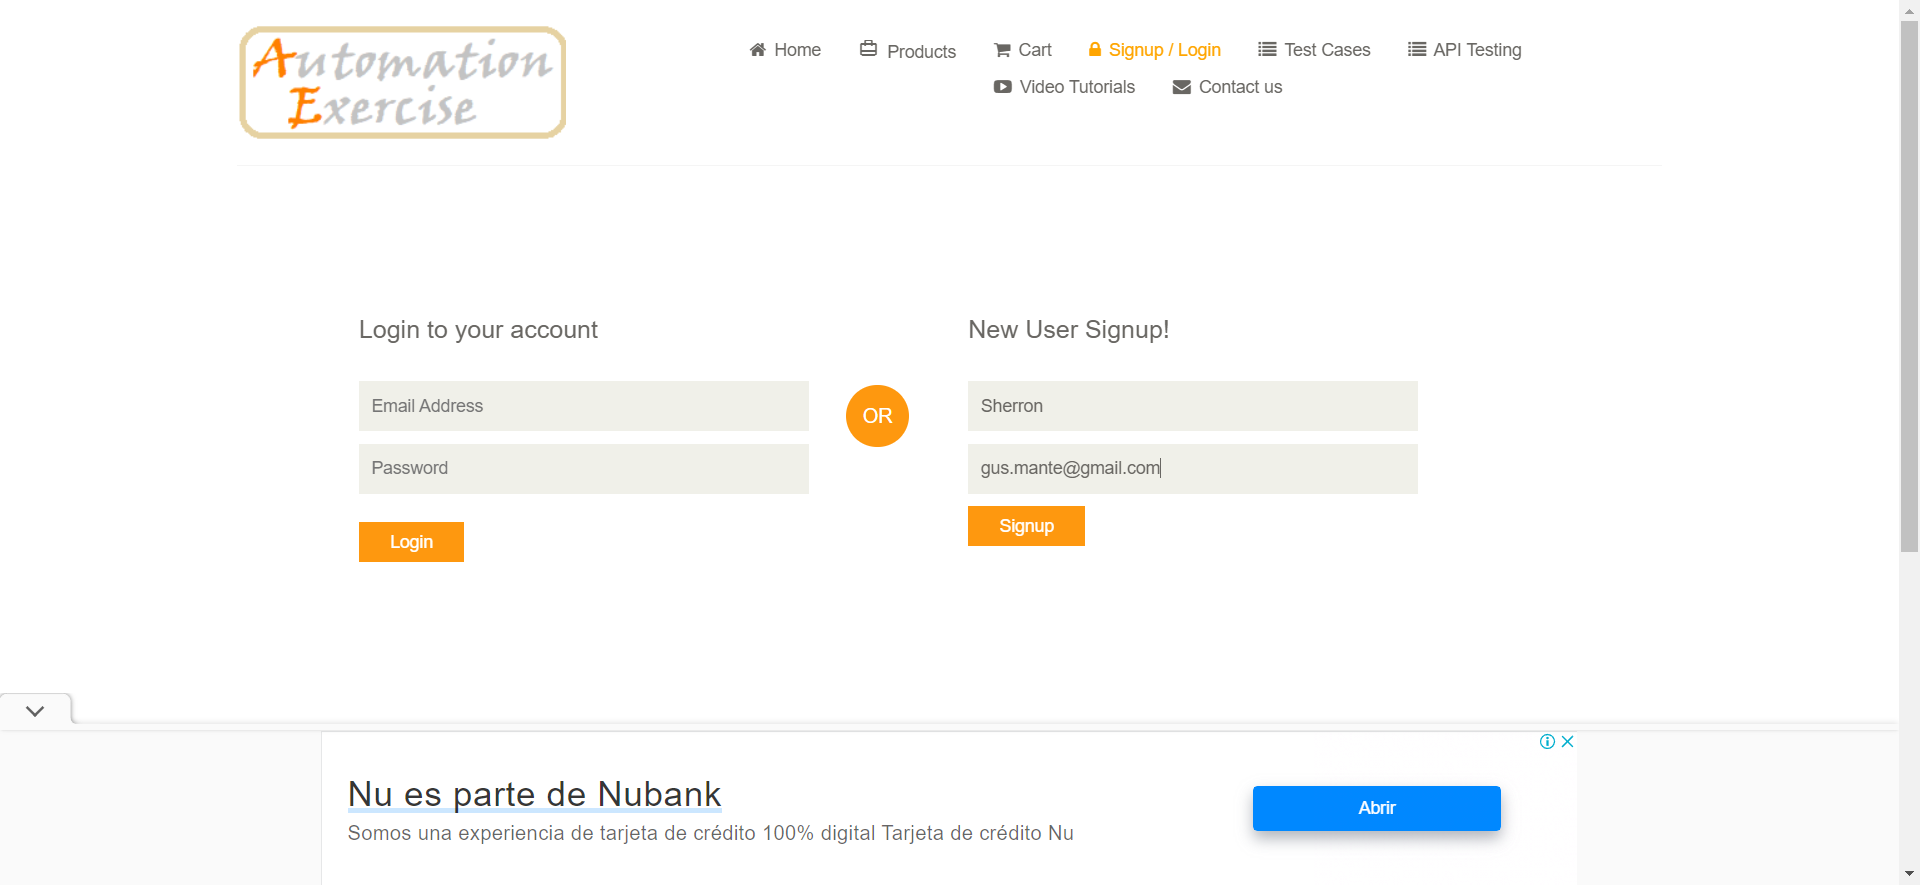 Automation
Exercise
Home
Products
Cart
Signup / Login
Test Cases
API Testing
Video Tutorials
Contact us
Login to your account
Email Address
Password
Login
OR
New User Signup!
Sherron
gus.mante@gmail.com
Signup
Nu es parte de Nubank
Somos una experiencia de tarjeta de crédito 100% digital Tarjeta de crédito Nu
Abrir